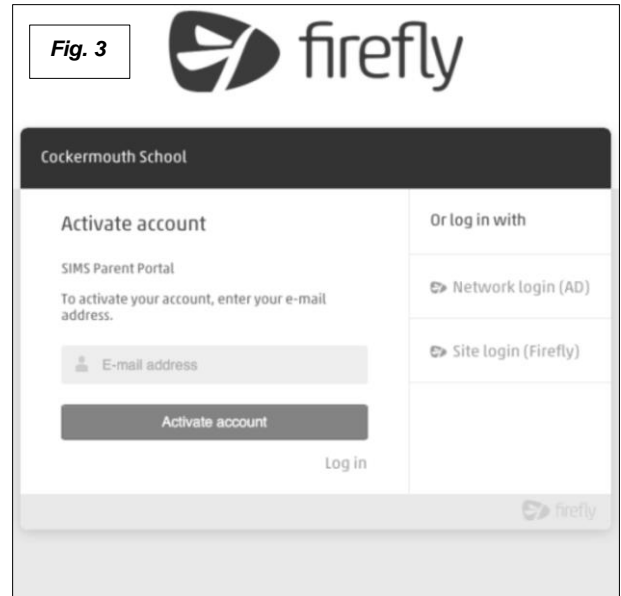 Fig. 3
firefly
Cockermouth School
Activate account
SIMS Parent Portal
To activate your account, enter your e-mail
address.
E-mail address
Activate account
Log in
Or log in with
Network login (AD)
Site login (Firefly)
firefly